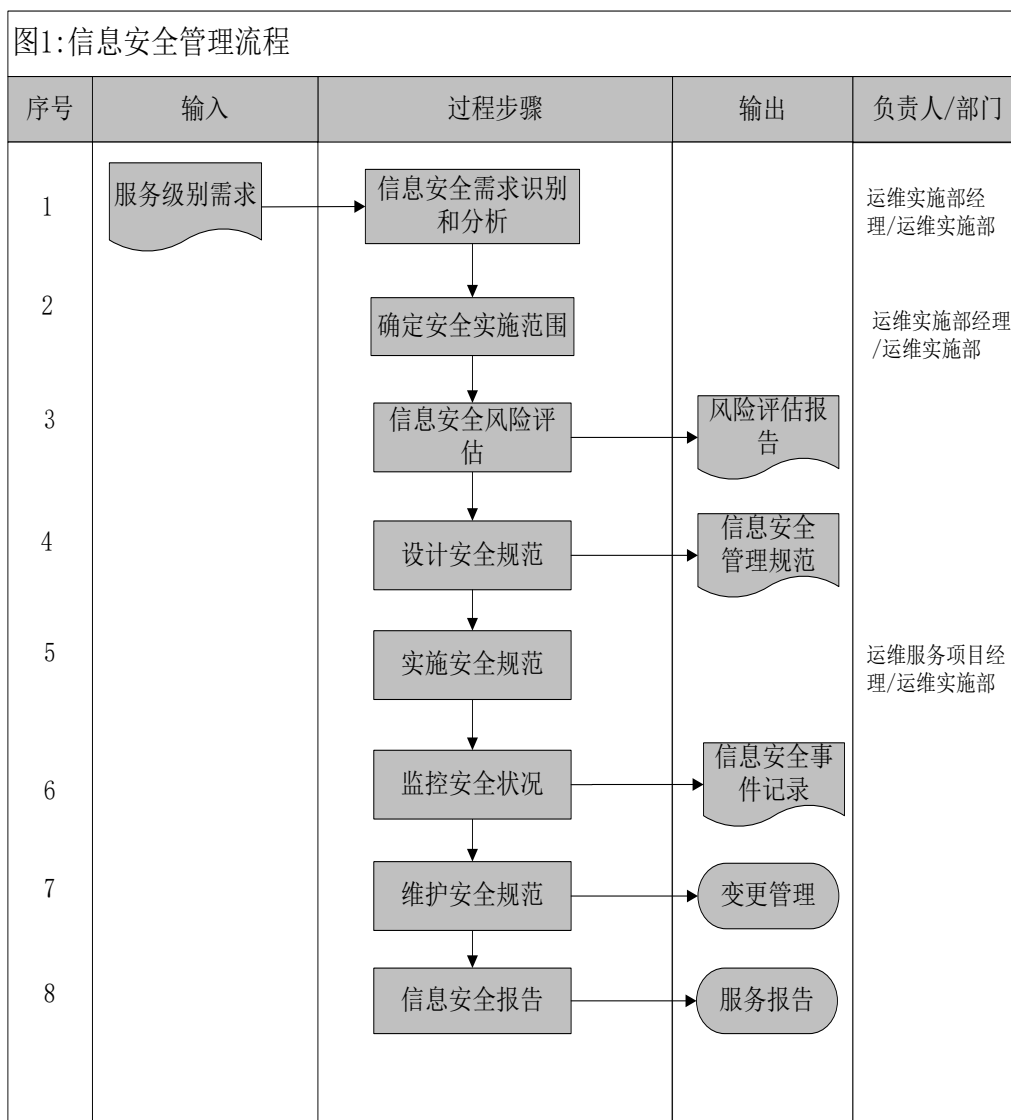 图1:信息安全管理流程
序号 输入 过程步骤 输出 负责人/部门
1
服务级别需求
信息安全需求识别
和分析
运维实施部经
理/运维实施部
2
确定安全实施范围
运维实施部经理
/运维实施部
3
信息安全风险评
估
风险评估报
告
4
设计安全规范
信息安全
管理规范
5
实施安全规范
运维服务项目经
理/运维实施部
6
监控安全状况
信息安全事
件记录
7
维护安全规范
变更管理
8
信息安全报告
服务报告